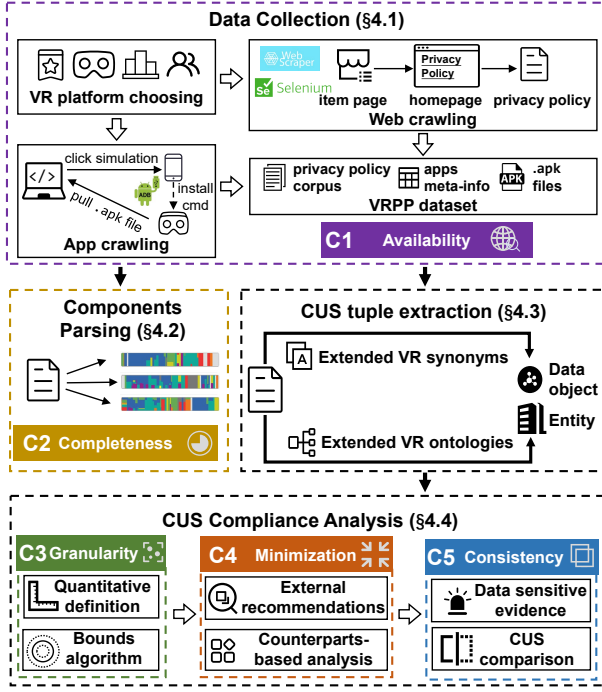 Data Collection (§4.1)
VR platform choosing
Web
Scraper
Se Selenium
item page
Privacy
Policy
homepage
privacy policy
Web crawling
click simulation
ADB
install
cmd
pull .apk file
App crawling
privacy policy
corpus
apps
meta-info
APK
.apk
files
VRPP dataset
C1 Availability
Components
Parsing (§4.2)
C2 Completeness
CUS tuple extraction (§4.3)
A
Extended VR synonyms
Data
object
Entity
Extended VR ontologies
CUS Compliance Analysis (§4.4)
C3 Granularity
Quantitative
definition
Bounds
algorithm
C4 Minimization
External
recommendations
Counterparts-
based analysis
C5 Consistency
Data sensitive
evidence
CUS
comparison